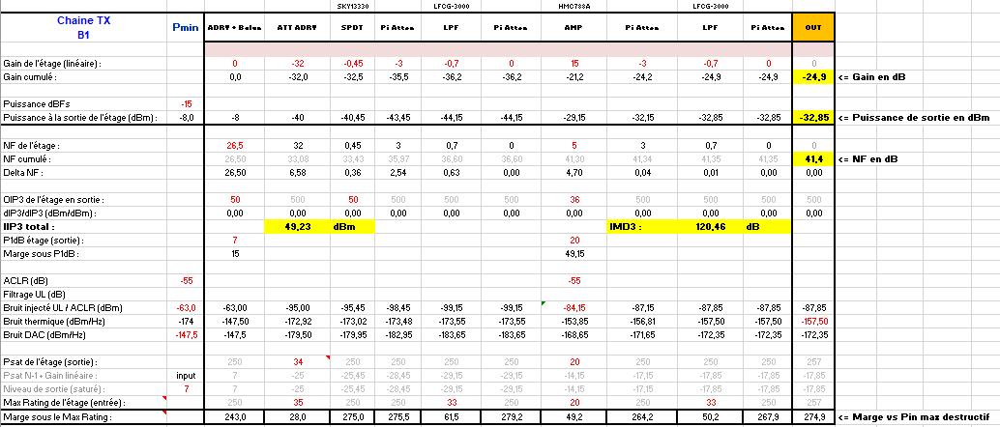 SKY13330 LFCG-3000 HMC788A LFCG-3000
Chaine TX
B1
Pmin ADRV + Balun ATT ADRV SPDT Pi Atten LPF Pi Atten AMP Pi Atten LPF Pi Atten OUT
Gain de l'étage (linéaire) : 0 -32 -0,45 -3 -0,7 0 15 -3 -0,7 0 0
Gain cumulé : 0,0 -32,0 -32,5 -35,5 -36,2 -36,2 -21,2 -24,2 -24,9 -24,9 -24,9 <= Gain en dB
Puissance dBFs -15
Puissance à la sortie de l'étage (dBm) : -8,0 -8 -40 -40,45 -43,45 -44,15 -44,15 -29,15 -32,15 -32,85 -32,85 -32,85 <= Puissance de sortie en dBm
NF de l'étage : 26,5 32 0,45 3 0,7 0 5 3 0,7 0 0
NF cumulé : 26,50 33,08 33,43 35,97 36,60 36,60 41,30 41,34 41,35 41,35 41,4 <= NF en dB
Delta NF : 26,50 6,58 0,36 2,54 0,63 0,00 4,70 0,04 0,01 0,00 0,00
OIP3 de l'étage en sortie : 50 500 50 500 500 500 36 500 500 500 500
dIP3/dIP3 (dBm/dBm) : 0,00 0,00 0,00 0,00 0,00 0,00 0,00 0,00 0,00 0,00 0,00
IIP3 total : 49,23 dBm IMD3 : 120,46 dB
P1dB étage (sortie) : 7 20
Marge sous P1dB : 15 49,15
ACLR (dB) -55 -55
Filtrage UL (dB)
Bruit injecté UL / ACLR (dBm) -63,0 -63,00 -95,00 -95,45 -98,45 -99,15 -99,15 -84,15 -87,15 -87,85 -87,85 -87,85
Bruit thermique (dBm/Hz) -174 -147,50 -172,92 -173,02 -173,48 -173,55 -173,55 -153,85 -156,81 -157,50 -157,50 -157,50
Bruit DAC (dBm/Hz) -147,5 -147,5 -179,50 -179,95 -182,95 -183,65 -183,65 -168,65 -171,65 -172,35 -172,35 -172,35
Psat de l'étage (sortie) : 250 34 250 250 250 250 20 250 250 250 257
Psat N-1 + Gain linéaire : input 7 -25 -25,45 -28,45 -29,15 -29,15 -14,15 -17,15 -17,85 -17,85 -17,85
Niveau de sortie (saturé) : 7 7 -25 -25,45 -28,45 -29,15 -29,15 -14,15 -17,15 -17,85 -17,85 -17,85
Max Rating de l'étage (entrée) : 250 35 250 250 33 250 20 250 33 250 257
Marge sous le Max Rating : 243,0 28,0 275,0 275,5 61,5 279,2 49,2 264,2 50,2 267,9 274,9 <= Marge vs Pin max destructif